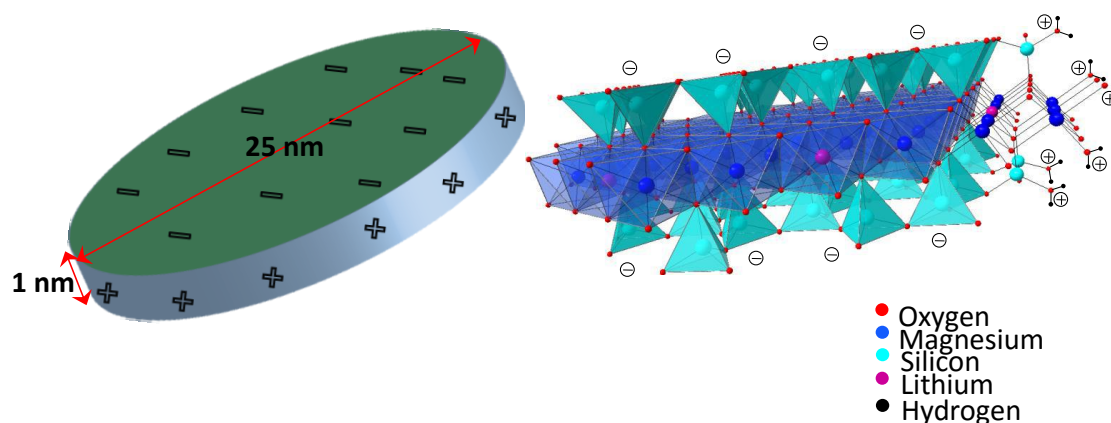 25 nm
1 nm
Oxygen
Magnesium
Silicon
Lithium
Hydrogen